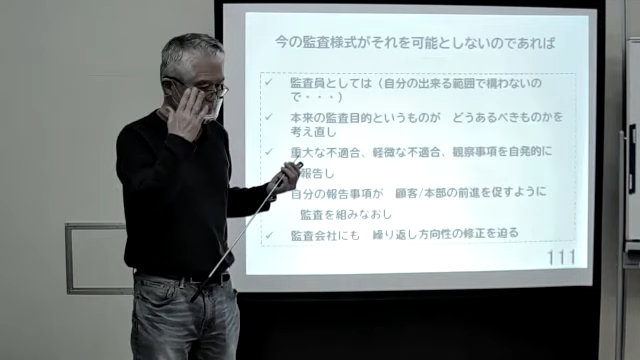 今の監査様式がそれを可能としないのであれば
✓ 監査員としては（自分の出来る範囲で構わないの
で・・・）
✓ 本来の監査目的というものが どうあるべきものかを
考え直し
✓ 重大な不適合、軽微な不適合、観察事項を自発的に
報告し
自分の報告事項が 顧客/本部の前進を促すように
監査を組みなおし
✓ 監査会社にも 繰り返し方向性の修正を迫る
111